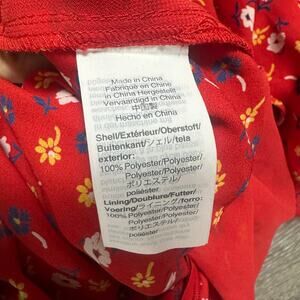 Made in China
Fabriqué en Chine
in China Hergestellt
Vervaardigd in China
中国製
Hecho en China
Shell/Extérieur/Oberstoff/
Buitenkant/シェル/tela
exterior:
100% Polyester/Polyester/
Polyester/Polyester/
ポリエステル/
poliéster
Lining/Doublure/Futter/
Voering/ライニング/forro:
100% Polyester/Polyester/
Polyester/Polyester/
ポリエステル/
poliéster